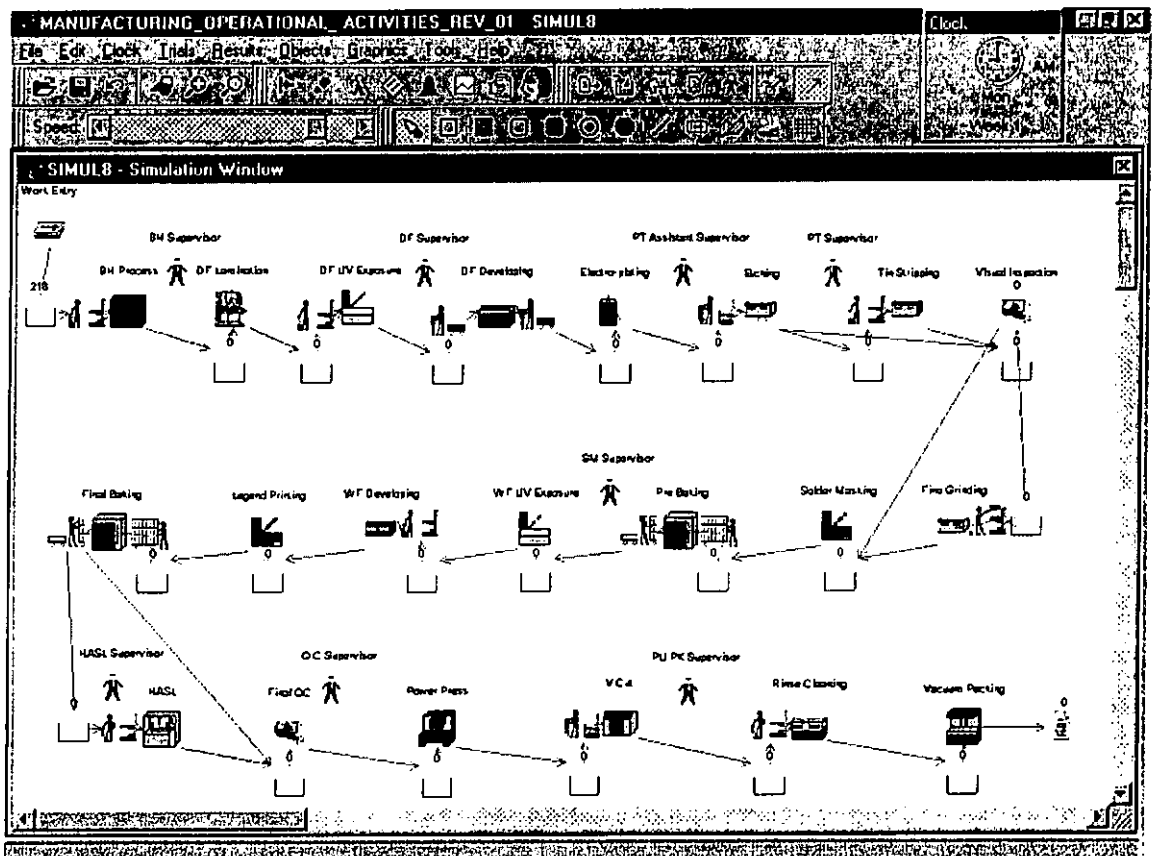 MANUFACTURING_OPERATIONAL_ACTIVITIES_REV_01 SIMUL8
Clock
File Edit Clock Trials Results Objects Graphics Tools Help
AM
Speed
SIMUL8 - Simulation Window
Work Entry
BH Supervisor DF Supervisor PT Assistant Supervisor PT Supervisor
BH Process DF Lamination DF UV Exposure DF Developing Electro-plating Etching Tin Stripping Visual Inspection
0
218
0 0 0 0 0 0 0
SM Supervisor
Final Baking Legend Printing WF Developing WF UV Exposure Pre Baking Solder Masking Fine Grinding
0
0 0 0 0 0 0
HASL Supervisor QC Supervisor PU PK Supervisor
HASL Final QC Power Press V Cut Rinse Cleaning Vacuum Packing
0 0
0 0 0 0 0